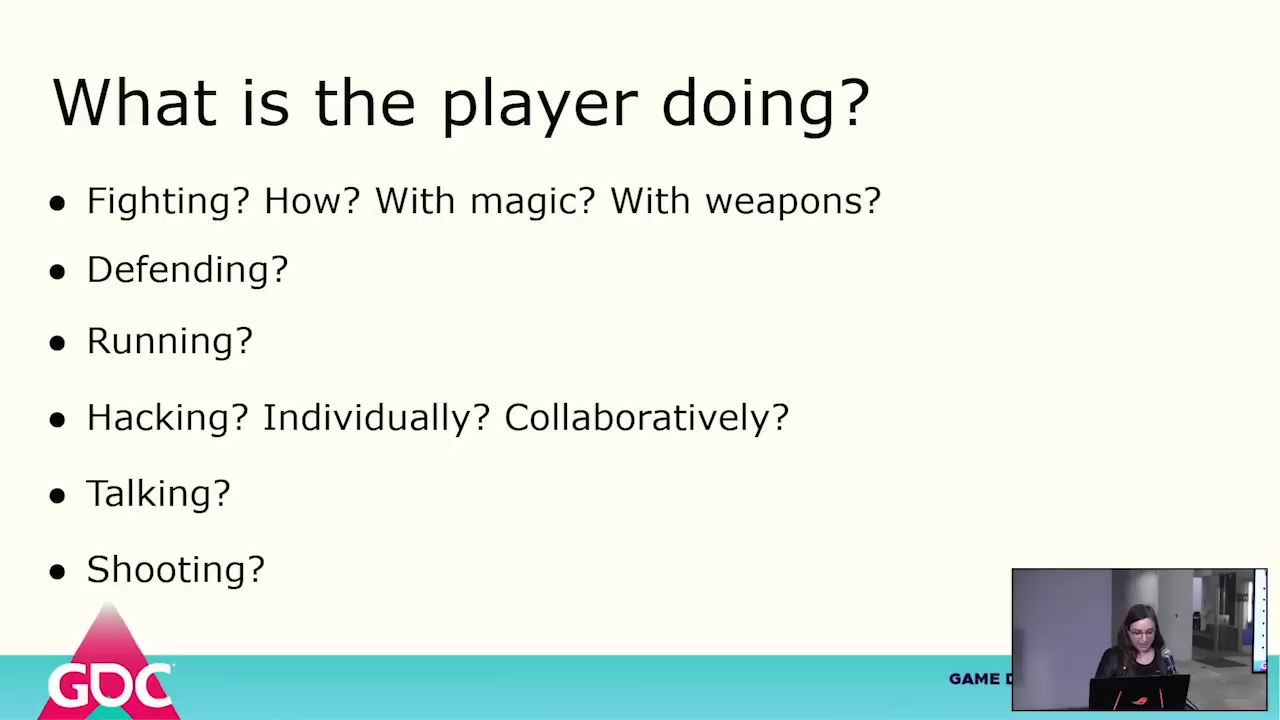 What is the player doing?
● Fighting? How? With magic? With weapons?
● Defending?
● Running?
● Hacking? Individually? Collaboratively?
● Talking?
● Shooting?
GDC
GAME D